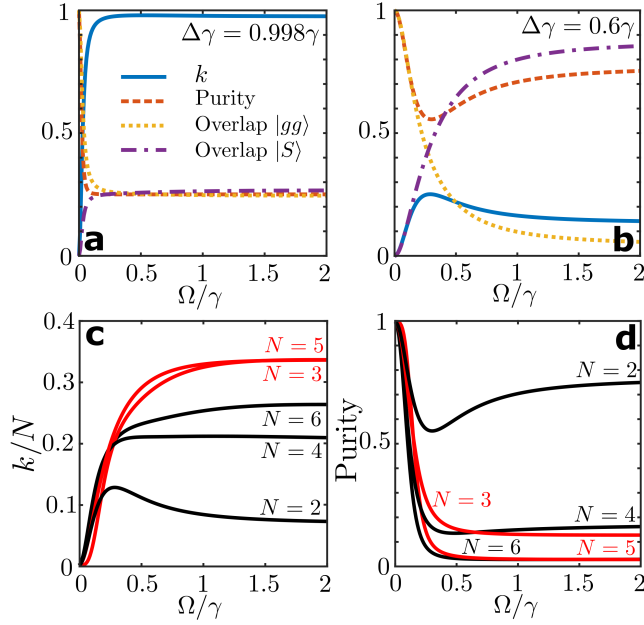 1
Δγ = 0.998γ
k
Purity
Overlap |gg⟩
Overlap |S⟩
0.5
a
0
0
0.5
1
1.5
2
Ω/γ
1
Δγ = 0.6γ
0.5
b
0
0
0.5
1
1.5
2
Ω/γ
0.4
c
N = 5
N = 3
0.3
N = 6
0.2
N = 4
k/N
0.1
N = 2
0
0
0.5
1
1.5
2
Ω/γ
1
d
N = 2
0.5
Purity
N = 3
N = 4
N = 6
N = 5
0
0
0.5
1
1.5
2
Ω/γ